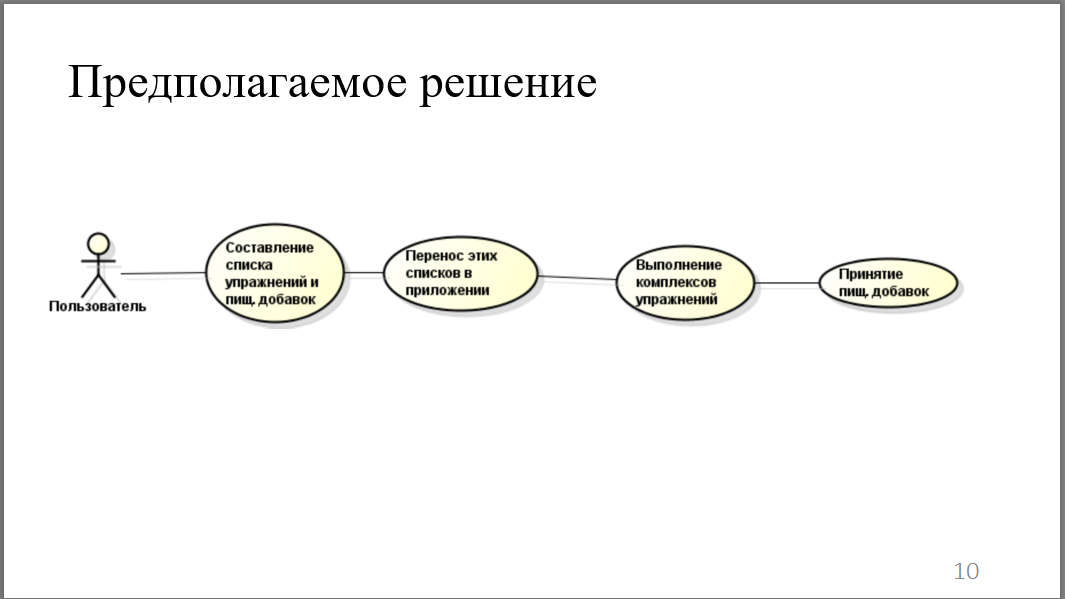 Предполагаемое решение
Составление
списка
упражнений и
пищ. добавок
Перенос этих
списков в
приложении
Выполнение
комплексов
упражнений
Принятие
пищ. добавок
Пользователь
10